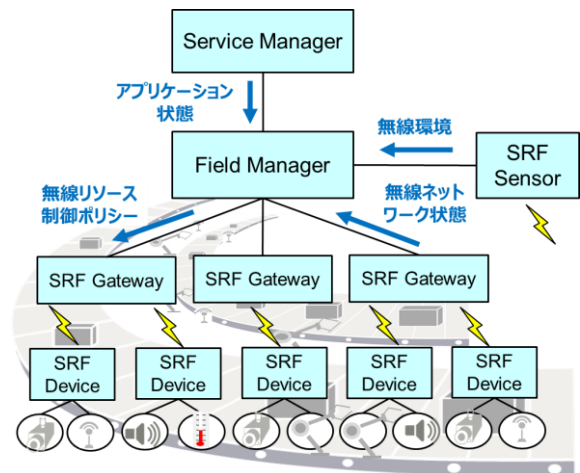 Service Manager
アプリケーション
状態
無線環境
Field Manager
SRF
Sensor
無線リソース
制御ポリシー
無線ネット
ワーク状態
SRF Gateway
SRF Gateway
SRF Gateway
SRF
Device
SRF
Device
SRF
Device
SRF
Device
SRF
Device